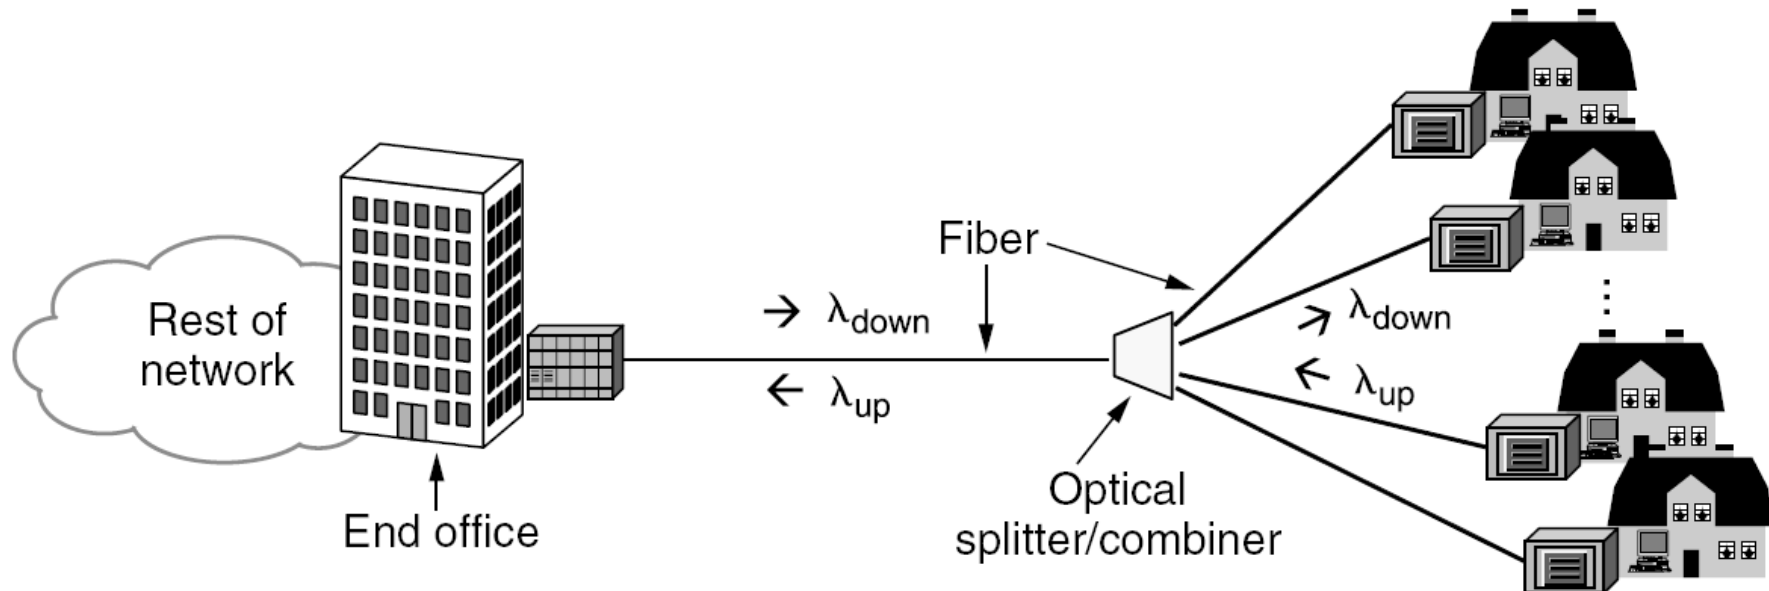 Rest of
network
End office
→ λdown
← λup
Fiber
Optical
splitter/combiner
→ λdown
← λup